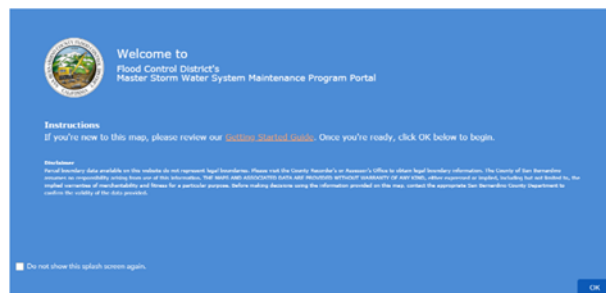 Welcome to
Flood Control District's
Master Storm Water System Maintenance Program Portal
Instructions
If you're new to this map, please review our Getting Started Guide. Once you're ready, click OK below to begin.
Disclaimer
Parcel boundary data available on this website do not represent legal boundaries. Please visit the County Recorder's or Assessor's Office to obtain legal boundary information. The County of San Bernardino
assumes no responsibility arising from use of this information. THE MAPS AND ASSOCIATED DATA ARE PROVIDED WITHOUT WARRANTY OF ANY KIND, either expressed or implied, including but not limited to, the
implied warranties of merchantability and fitness for a particular purpose. Before making decisions using the information provided on this map, contact the appropriate San Bernardino County Department to
confirm the validity of the data provided.
Do not show this splash screen again.
OK